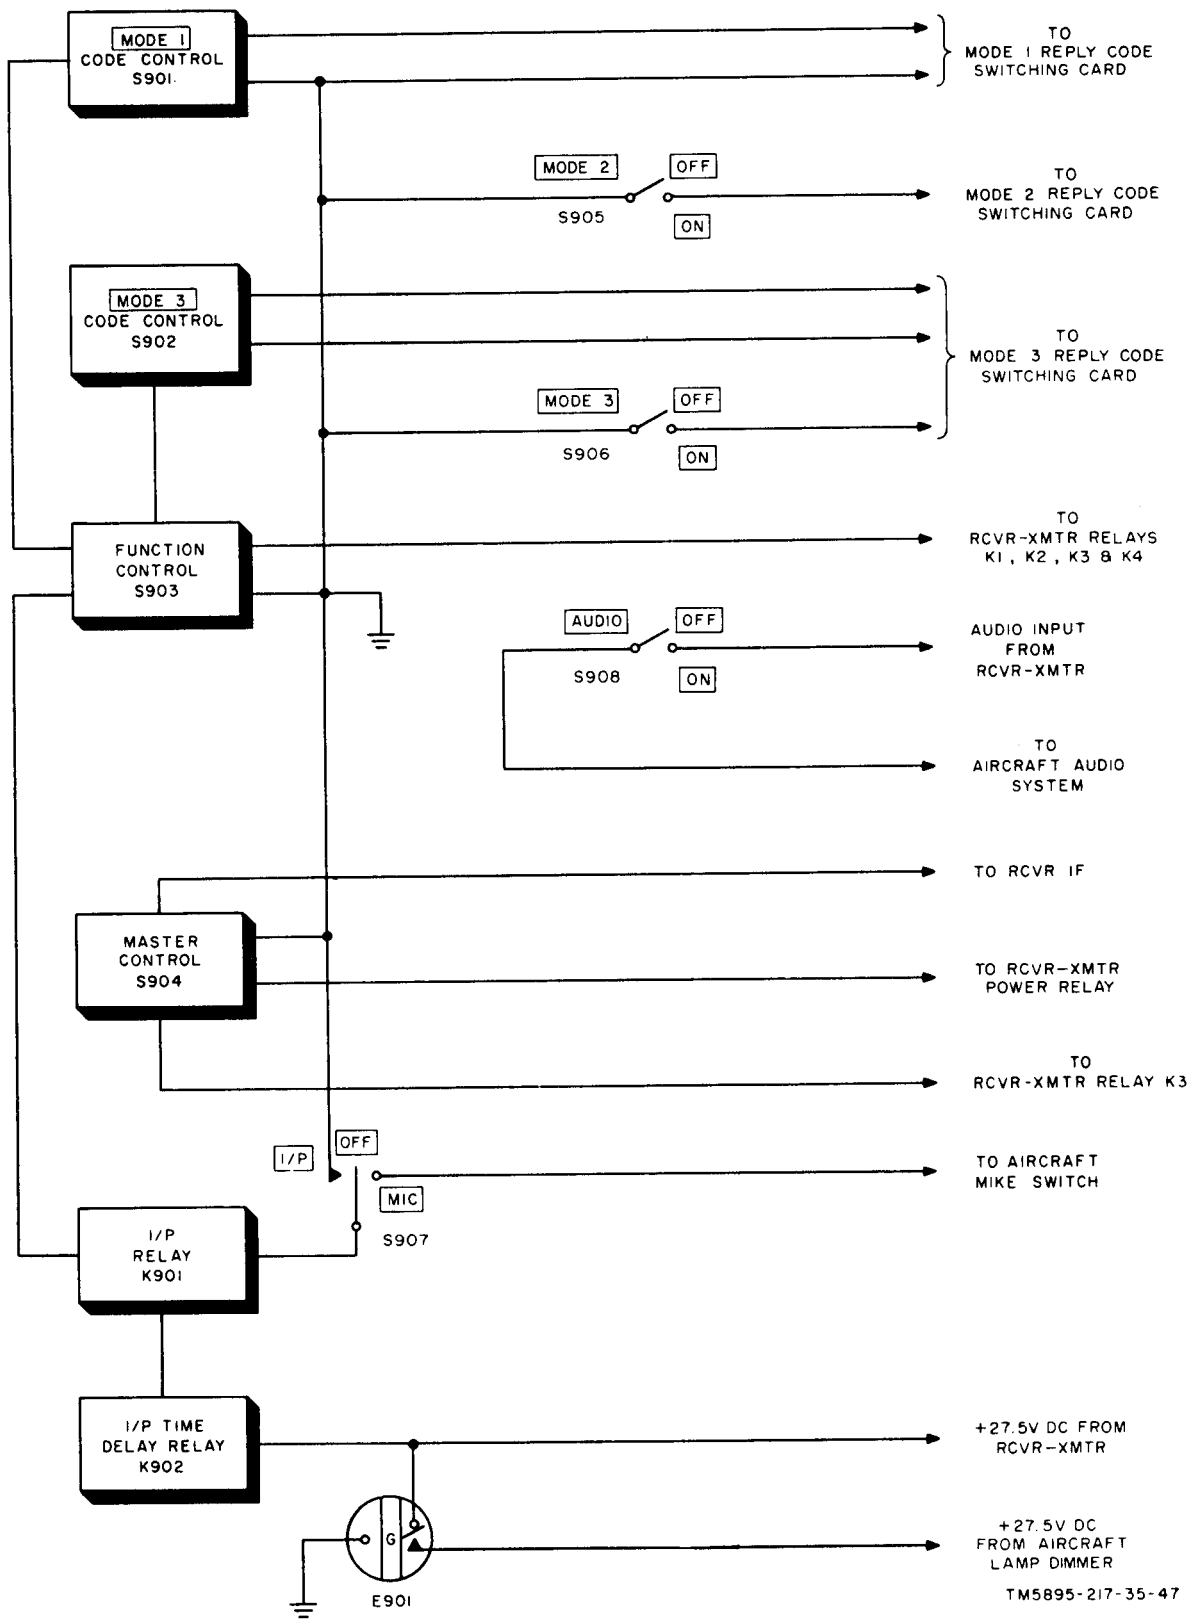 MODE 1
CODE CONTROL
S901
TO
MODE 1 REPLY CODE
SWITCHING CARD
MODE 2
OFF
S905
ON
TO
MODE 2 REPLY CODE
SWITCHING CARD
MODE 3
CODE CONTROL
S902
TO
MODE 3 REPLY CODE
SWITCHING CARD
MODE 3
OFF
S906
ON
FUNCTION
CONTROL
S903
TO
RCVR-XMTR RELAYS
K1, K2, K3 & K4
AUDIO
OFF
S908
ON
AUDIO INPUT
FROM
RCVR-XMTR
TO
AIRCRAFT AUDIO
SYSTEM
TO RCVR IF
MASTER
CONTROL
S904
TO RCVR-XMTR
POWER RELAY
TO
RCVR-XMTR RELAY K3
I/P
OFF
MIC
S907
TO AIRCRAFT
MIKE SWITCH
I/P
RELAY
K901
I/P TIME
DELAY RELAY
K902
+27.5V DC FROM
RCVR-XMTR
G
E901
+27.5V DC
FROM AIRCRAFT
LAMP DIMMER
TM5895-217-35-47